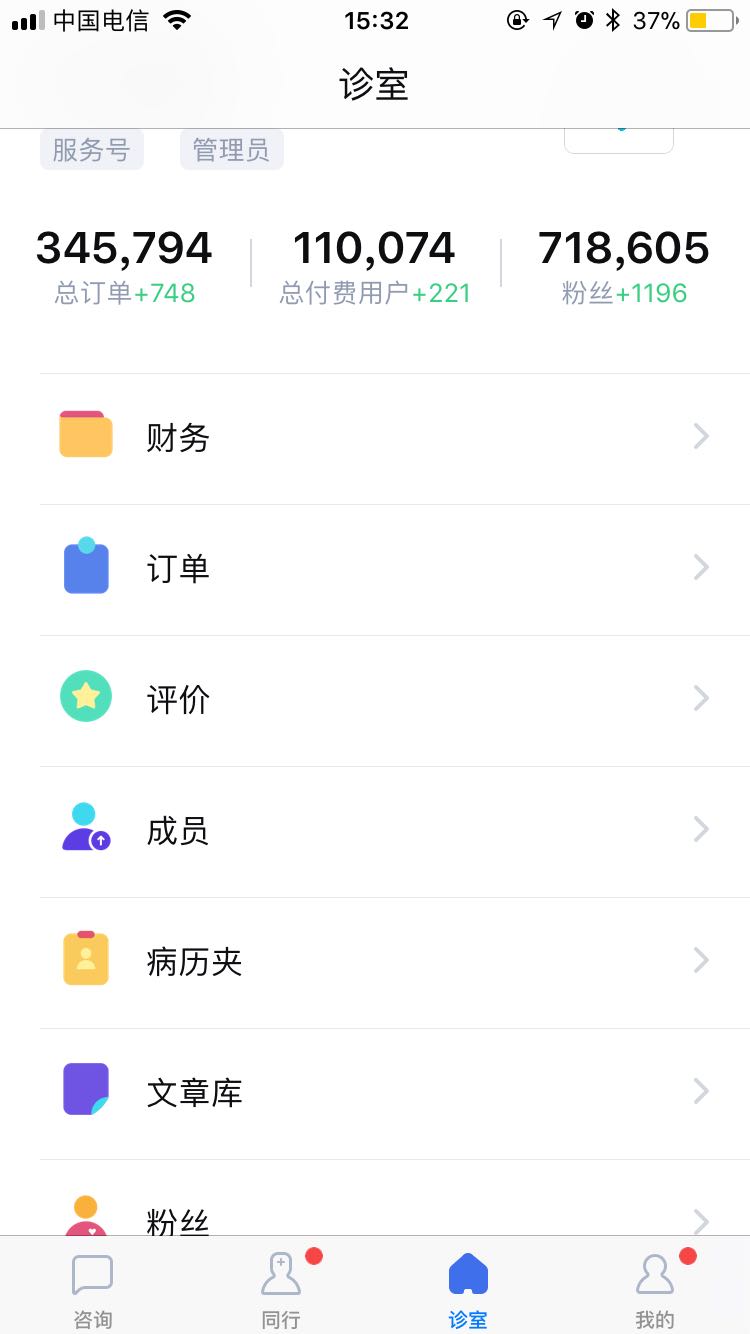 中国电信 15:32 37%
诊室
服务号 管理员
345,794 110,074 718,605
总订单+748 总付费用户+221 粉丝+1196
财务
订单
评价
成员
病历夹
文章库
粉丝
咨询 同行 诊室 我的